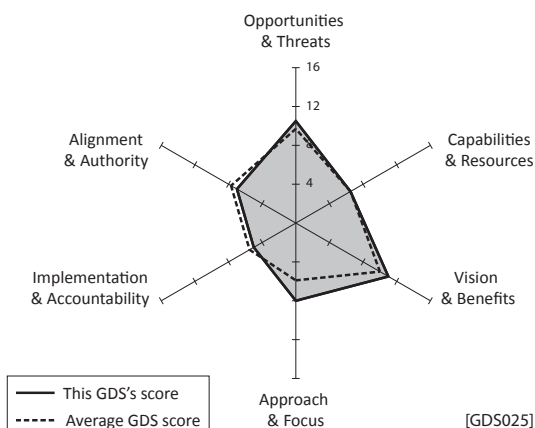 Opportunities
& Threats
16
12
8
4
Alignment
& Authority
Capabilities
& Resources
Implementation
& Accountability
Vision
& Benefits
This GDS's score
Average GDS score
Approach
& Focus
[GDS025]